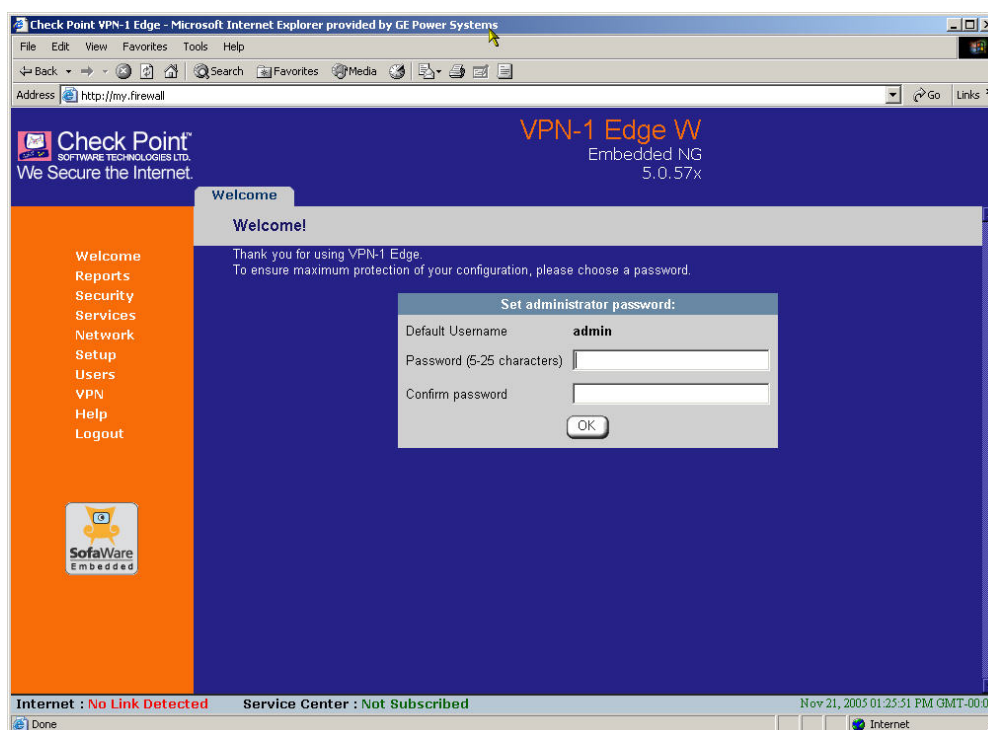 Check Point VPN-1 Edge - Microsoft Internet Explorer provided by GE Power Systems
File Edit View Favorites Tools Help
Back Search Favorites Media
Address http://my.firewall Go Links
Check Point™
SOFTWARE TECHNOLOGIES LTD.
We Secure the Internet.
VPN-1 Edge W
Embedded NG
5.0.57x
Welcome
Welcome!
Thank you for using VPN-1 Edge.
To ensure maximum protection of your configuration, please choose a password.
Welcome
Reports
Security
Services
Network
Setup
Users
VPN
Help
Logout
Set administrator password:
Default Username admin
Password (5-25 characters)
Confirm password
OK
SofaWare
Embedded
Internet : No Link Detected Service Center : Not Subscribed Nov 21, 2005 01:25:51 PM GMT-00:0
Done Internet